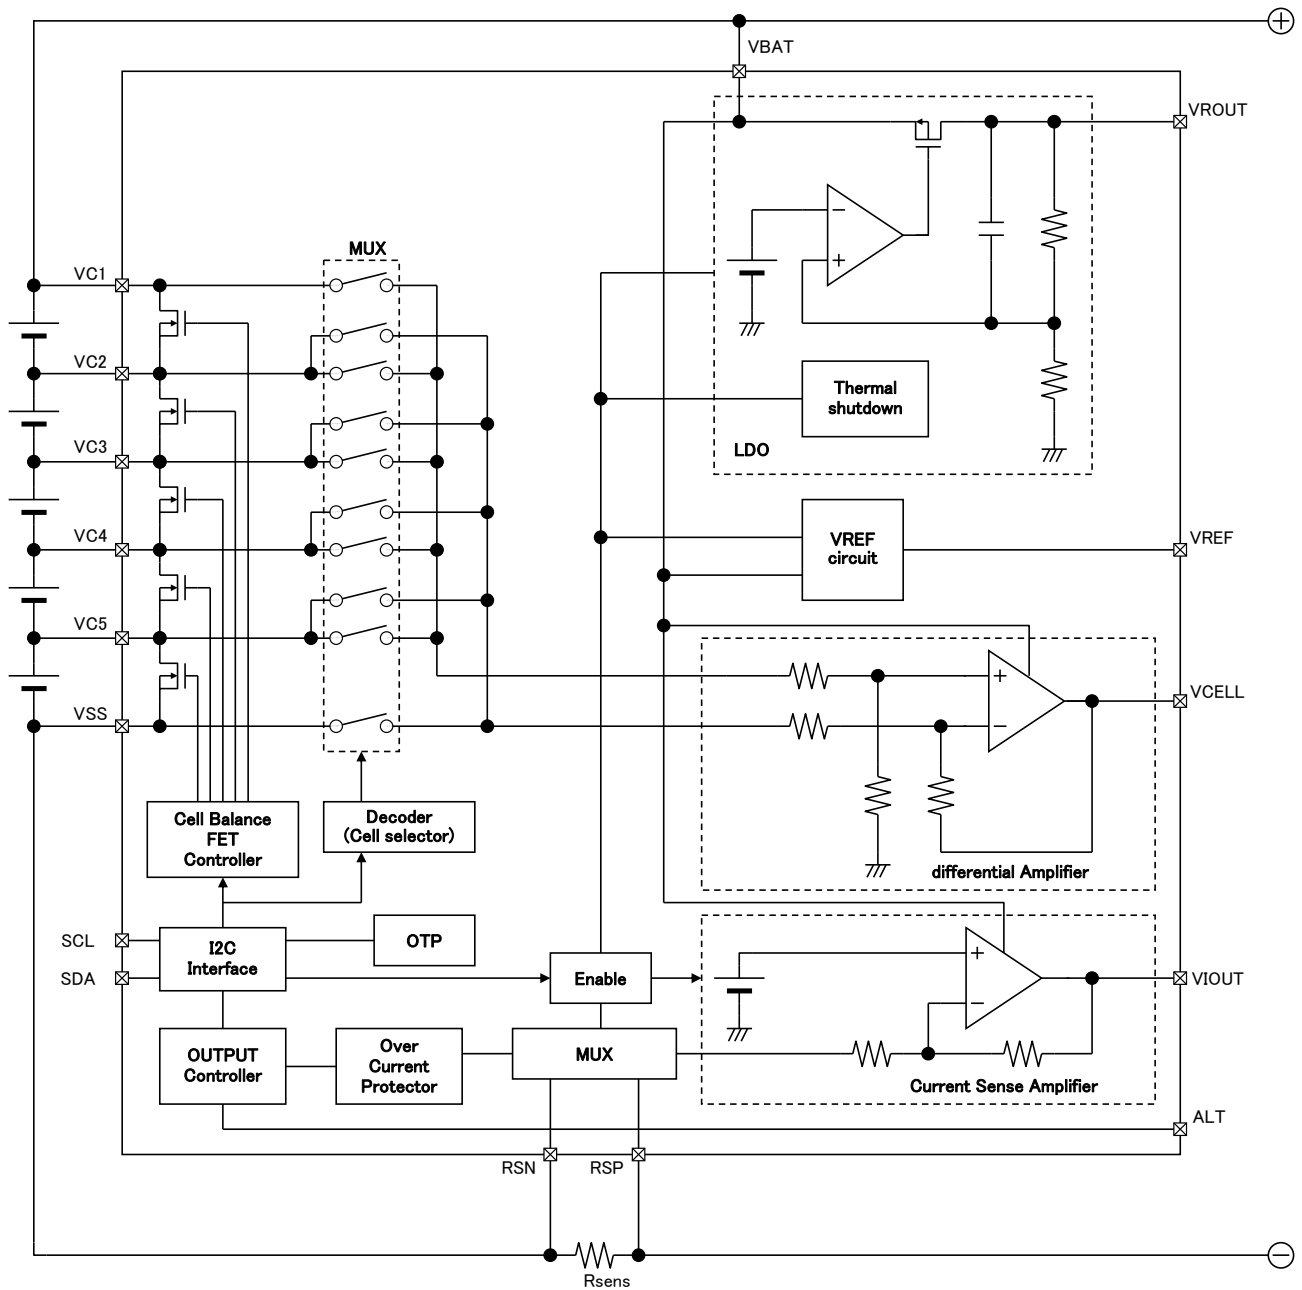 VBAT
VROUT
MUX
VC1
VC2
VC3
VC4
VC5
VSS
Thermal
shutdown
LDO
VREF
circuit
VREF
VCELL
differential Amplifier
Cell Balance
FET
Controller
Decoder
(Cell selector)
SCL
SDA
I2C
Interface
OTP
Enable
VIOUT
OUTPUT
Controller
Over
Current
Protector
MUX
Current Sense Amplifier
ALT
RSN
RSP
Rsens